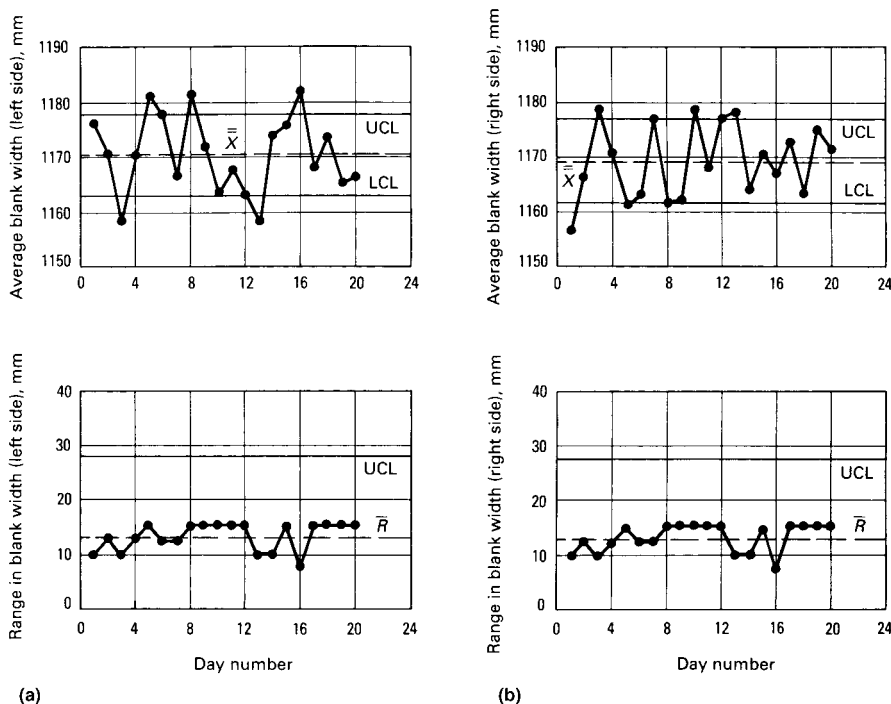 Average blank width (left side), mm
1190
1180
1170
1160
1150
X̿
UCL
LCL
0 4 8 12 16 20 24
Average blank width (right side), mm
1190
1180
1170
1160
1150
X̿
UCL
LCL
0 4 8 12 16 20 24
Range in blank width (left side), mm
40
30
20
10
0
UCL
R̅
0 4 8 12 16 20 24
Day number
(a)
Range in blank width (right side), mm
40
30
20
10
0
UCL
R̅
0 4 8 12 16 20 24
Day number
(b)